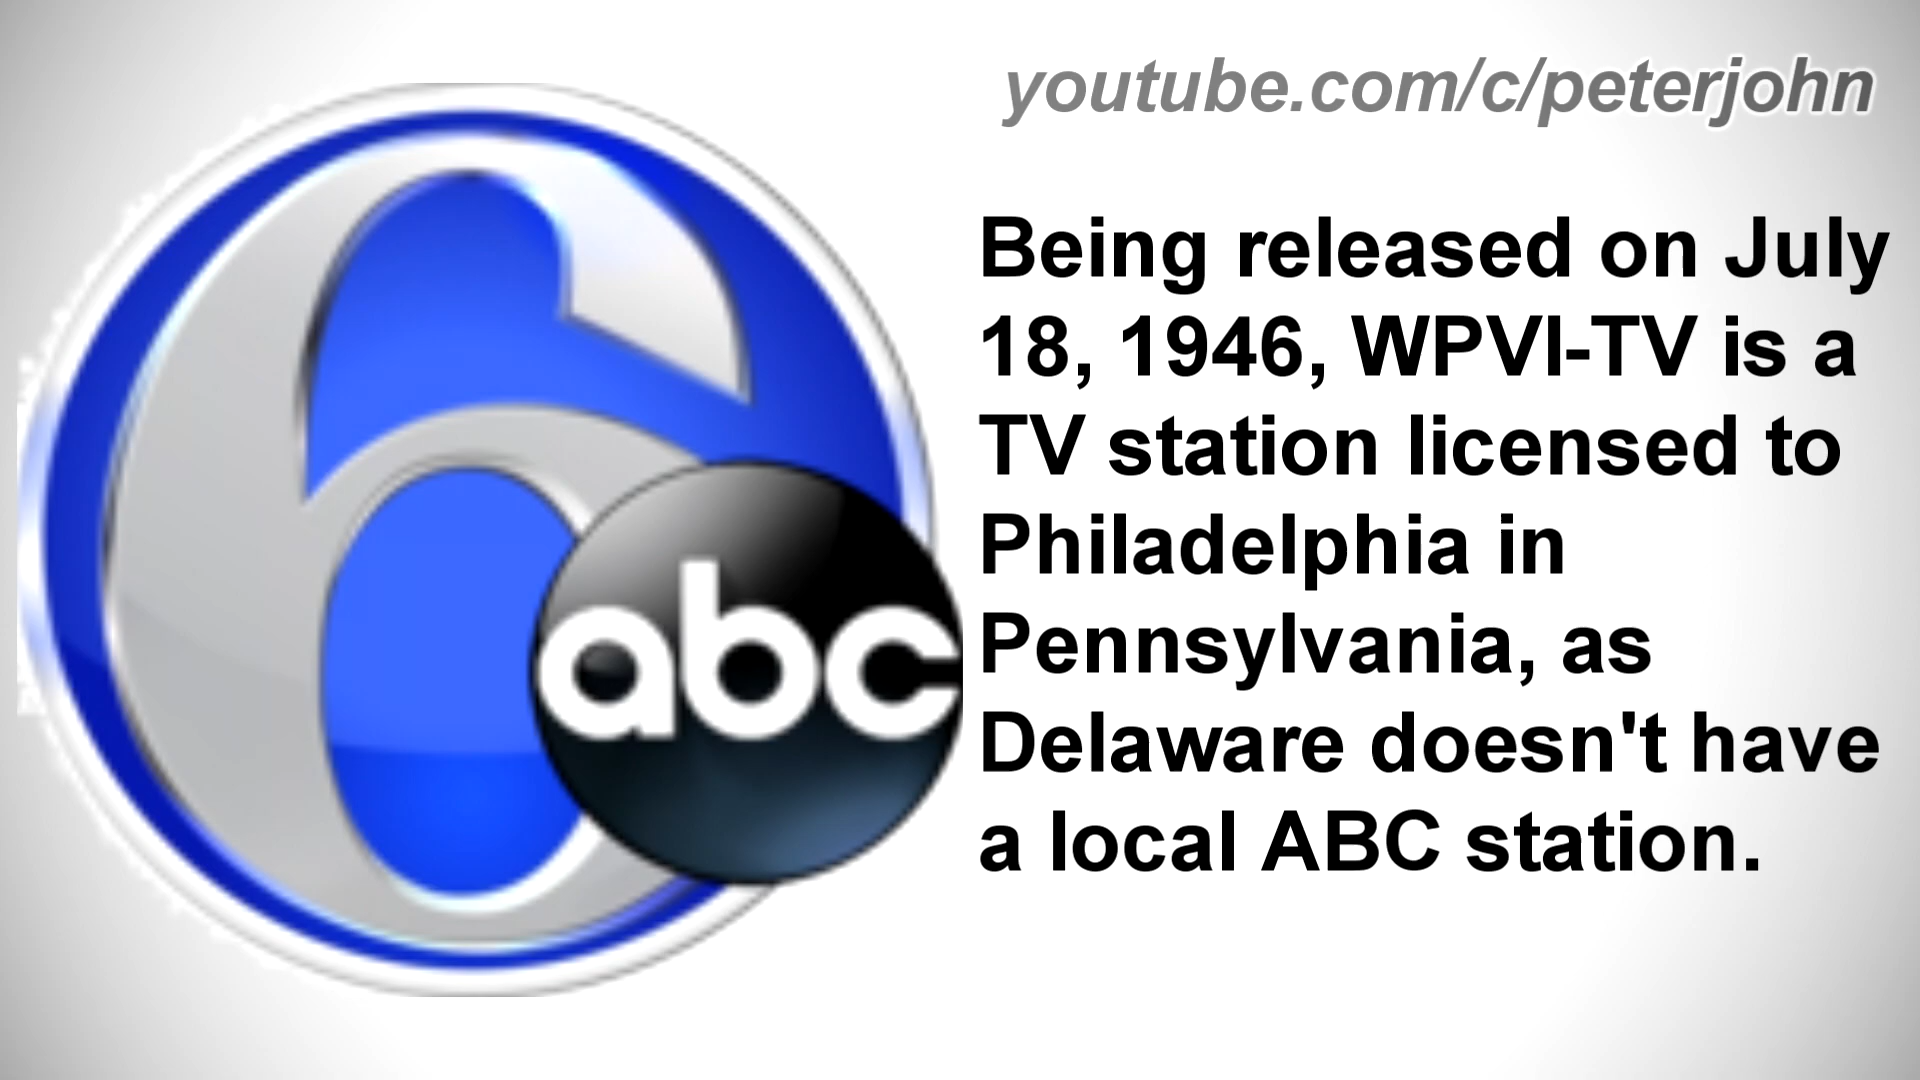 youtube.com/c/peterjohn
Being released on July
18, 1946, WPVI-TV is a
TV station licensed to
Philadelphia in
Pennsylvania, as
Delaware doesn't have
a local ABC station.
6
abc